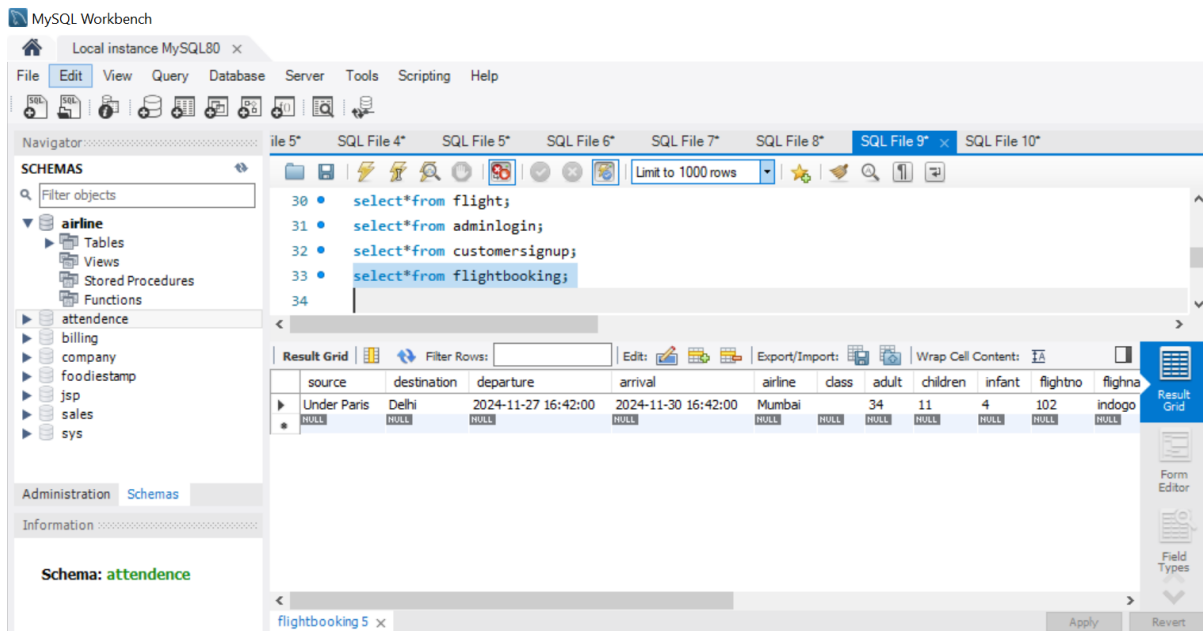 MySQL Workbench
Local instance MySQL80 ×
File Edit View Query Database Server Tools Scripting Help
Navigator
SCHEMAS
Filter objects
airline
Tables
Views
Stored Procedures
Functions
attendence
billing
company
foodiestamp
jsp
sales
sys
Administration Schemas
Information
Schema: attendence
ile 5* SQL File 4* SQL File 5* SQL File 6* SQL File 7* SQL File 8* SQL File 9* × SQL File 10*
Limit to 1000 rows
30 select*from flight;
31 select*from adminlogin;
32 select*from customersignup;
33 select*from flightbooking;
34
Result Grid Filter Rows: Edit: Export/Import: Wrap Cell Content: IA
source destination departure arrival airline class adult children infant flightno flighna
Under Paris Delhi 2024-11-27 16:42:00 2024-11-30 16:42:00 Mumbai 34 11 4 102 indogo
NULL NULL NULL NULL NULL NULL NULL NULL NULL NULL NULL
Result
Grid
Form
Editor
Field
Types
flightbooking 5 ×
Apply Revert